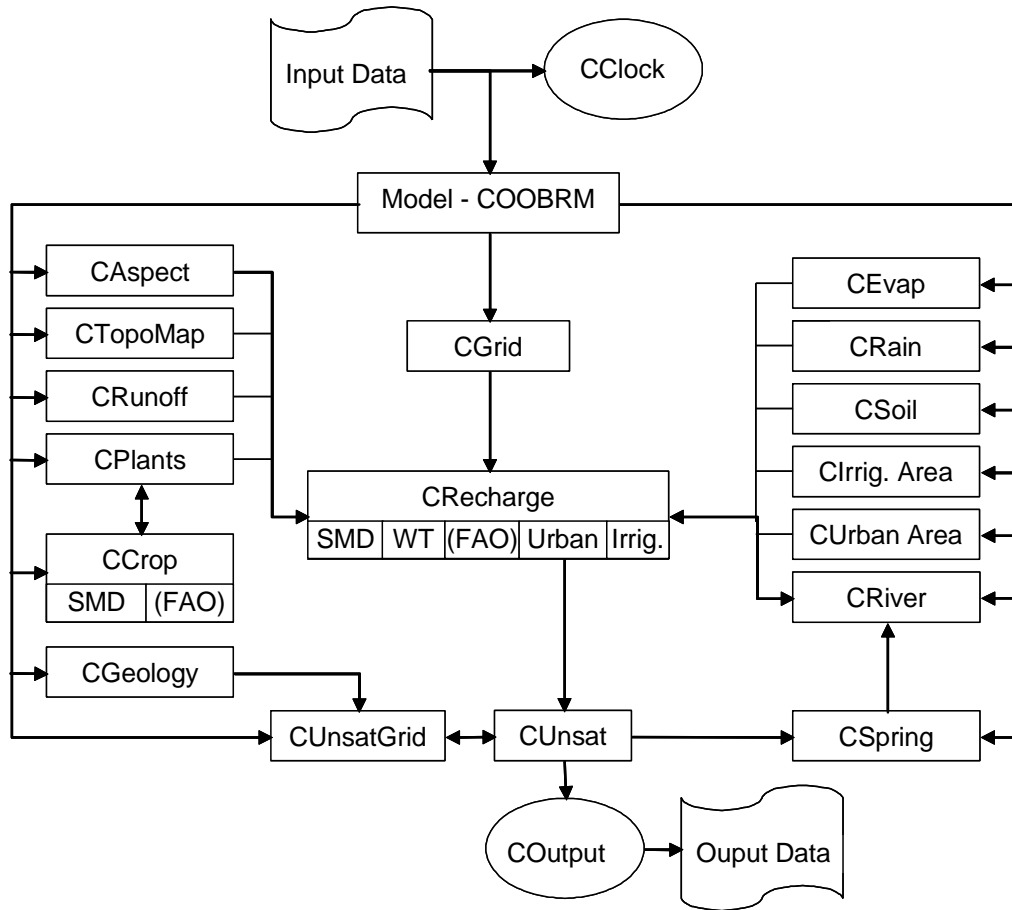 Input Data
CClock
Model - COOBRM
CAspect
CTopoMap
CRunoff
CPlants
CCrop
SMD (FAO)
CGeology
CGrid
CRecharge
SMD WT (FAO) Urban Irrig.
CEvap
CRain
CSoil
CIrrig. Area
CUrban Area
CRiver
CUnsatGrid
CUnsat
CSpring
COutput
Ouput Data